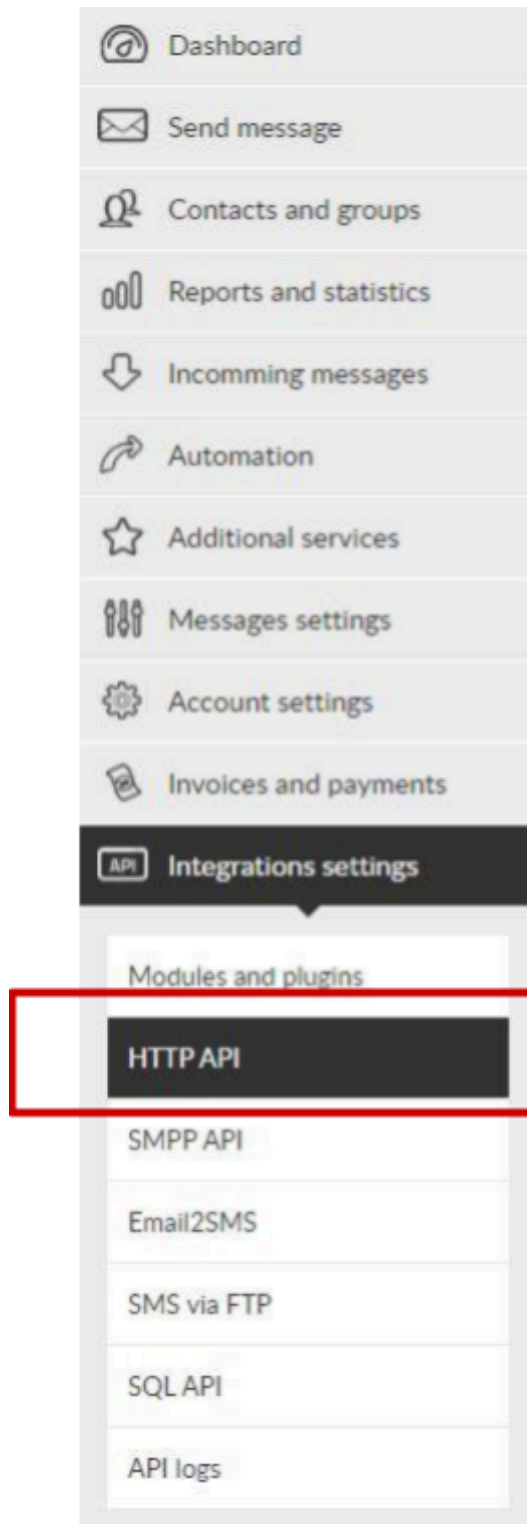 Dashboard
Send message
Contacts and groups
Reports and statistics
Incomming messages
Automation
Additional services
Messages settings
Account settings
Invoices and payments
API Integrations settings
Modules and plugins
HTTP API
SMPP API
Email2SMS
SMS via FTP
SQL API
API logs